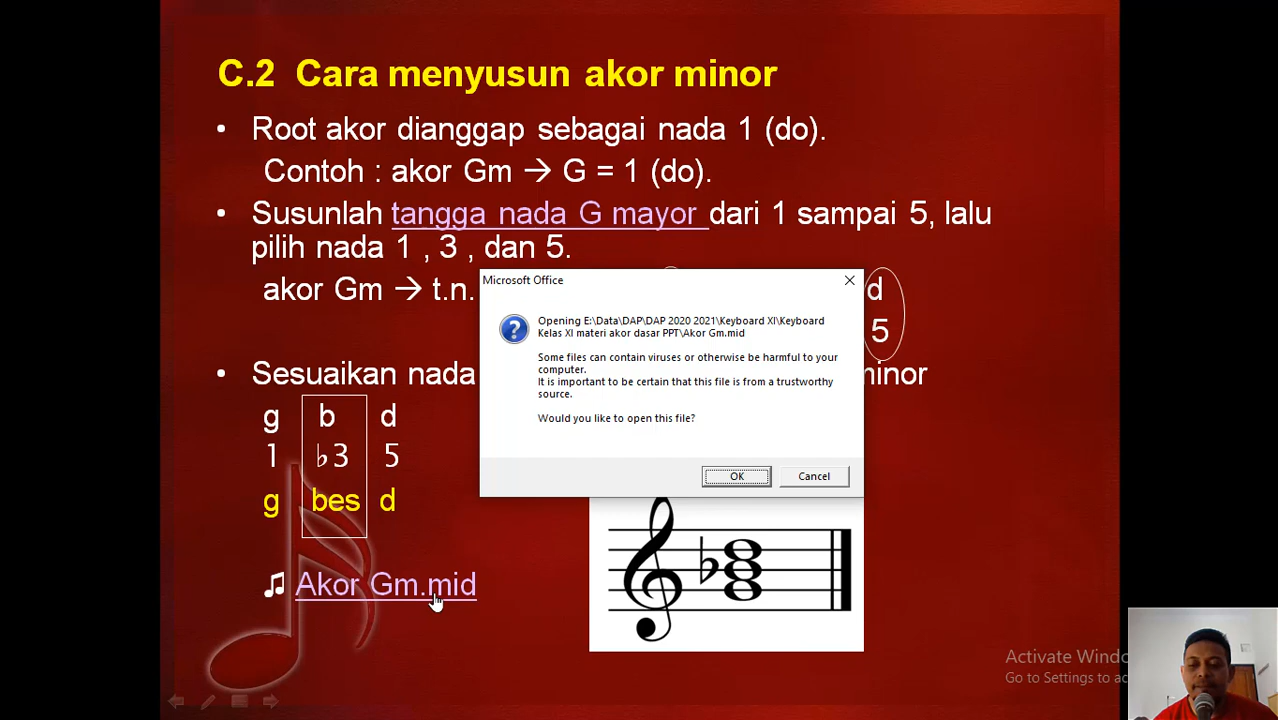 C.2 Cara menyusun akor minor
• Root akor dianggap sebagai nada 1 (do).
Contoh : akor Gm → G = 1 (do).
• Susunlah tangga nada G mayor dari 1 sampai 5, lalu
pilih nada 1 , 3 , dan 5.
akor Gm → t.n. d
5
• Sesuaikan nada minor
g b d
1 ♭3 5
g bes d
♫ Akor Gm.mid
Microsoft Office
Opening E:\Data\DAP\DAP 2020 2021\Keyboard XI\Keyboard
Kelas XI materi akor dasar PPT\Akor Gm.mid
Some files can contain viruses or otherwise be harmful to your
computer.
It is important to be certain that this file is from a trustworthy
source.
Would you like to open this file?
OK Cancel
Activate Windo
Go to Settings to ac